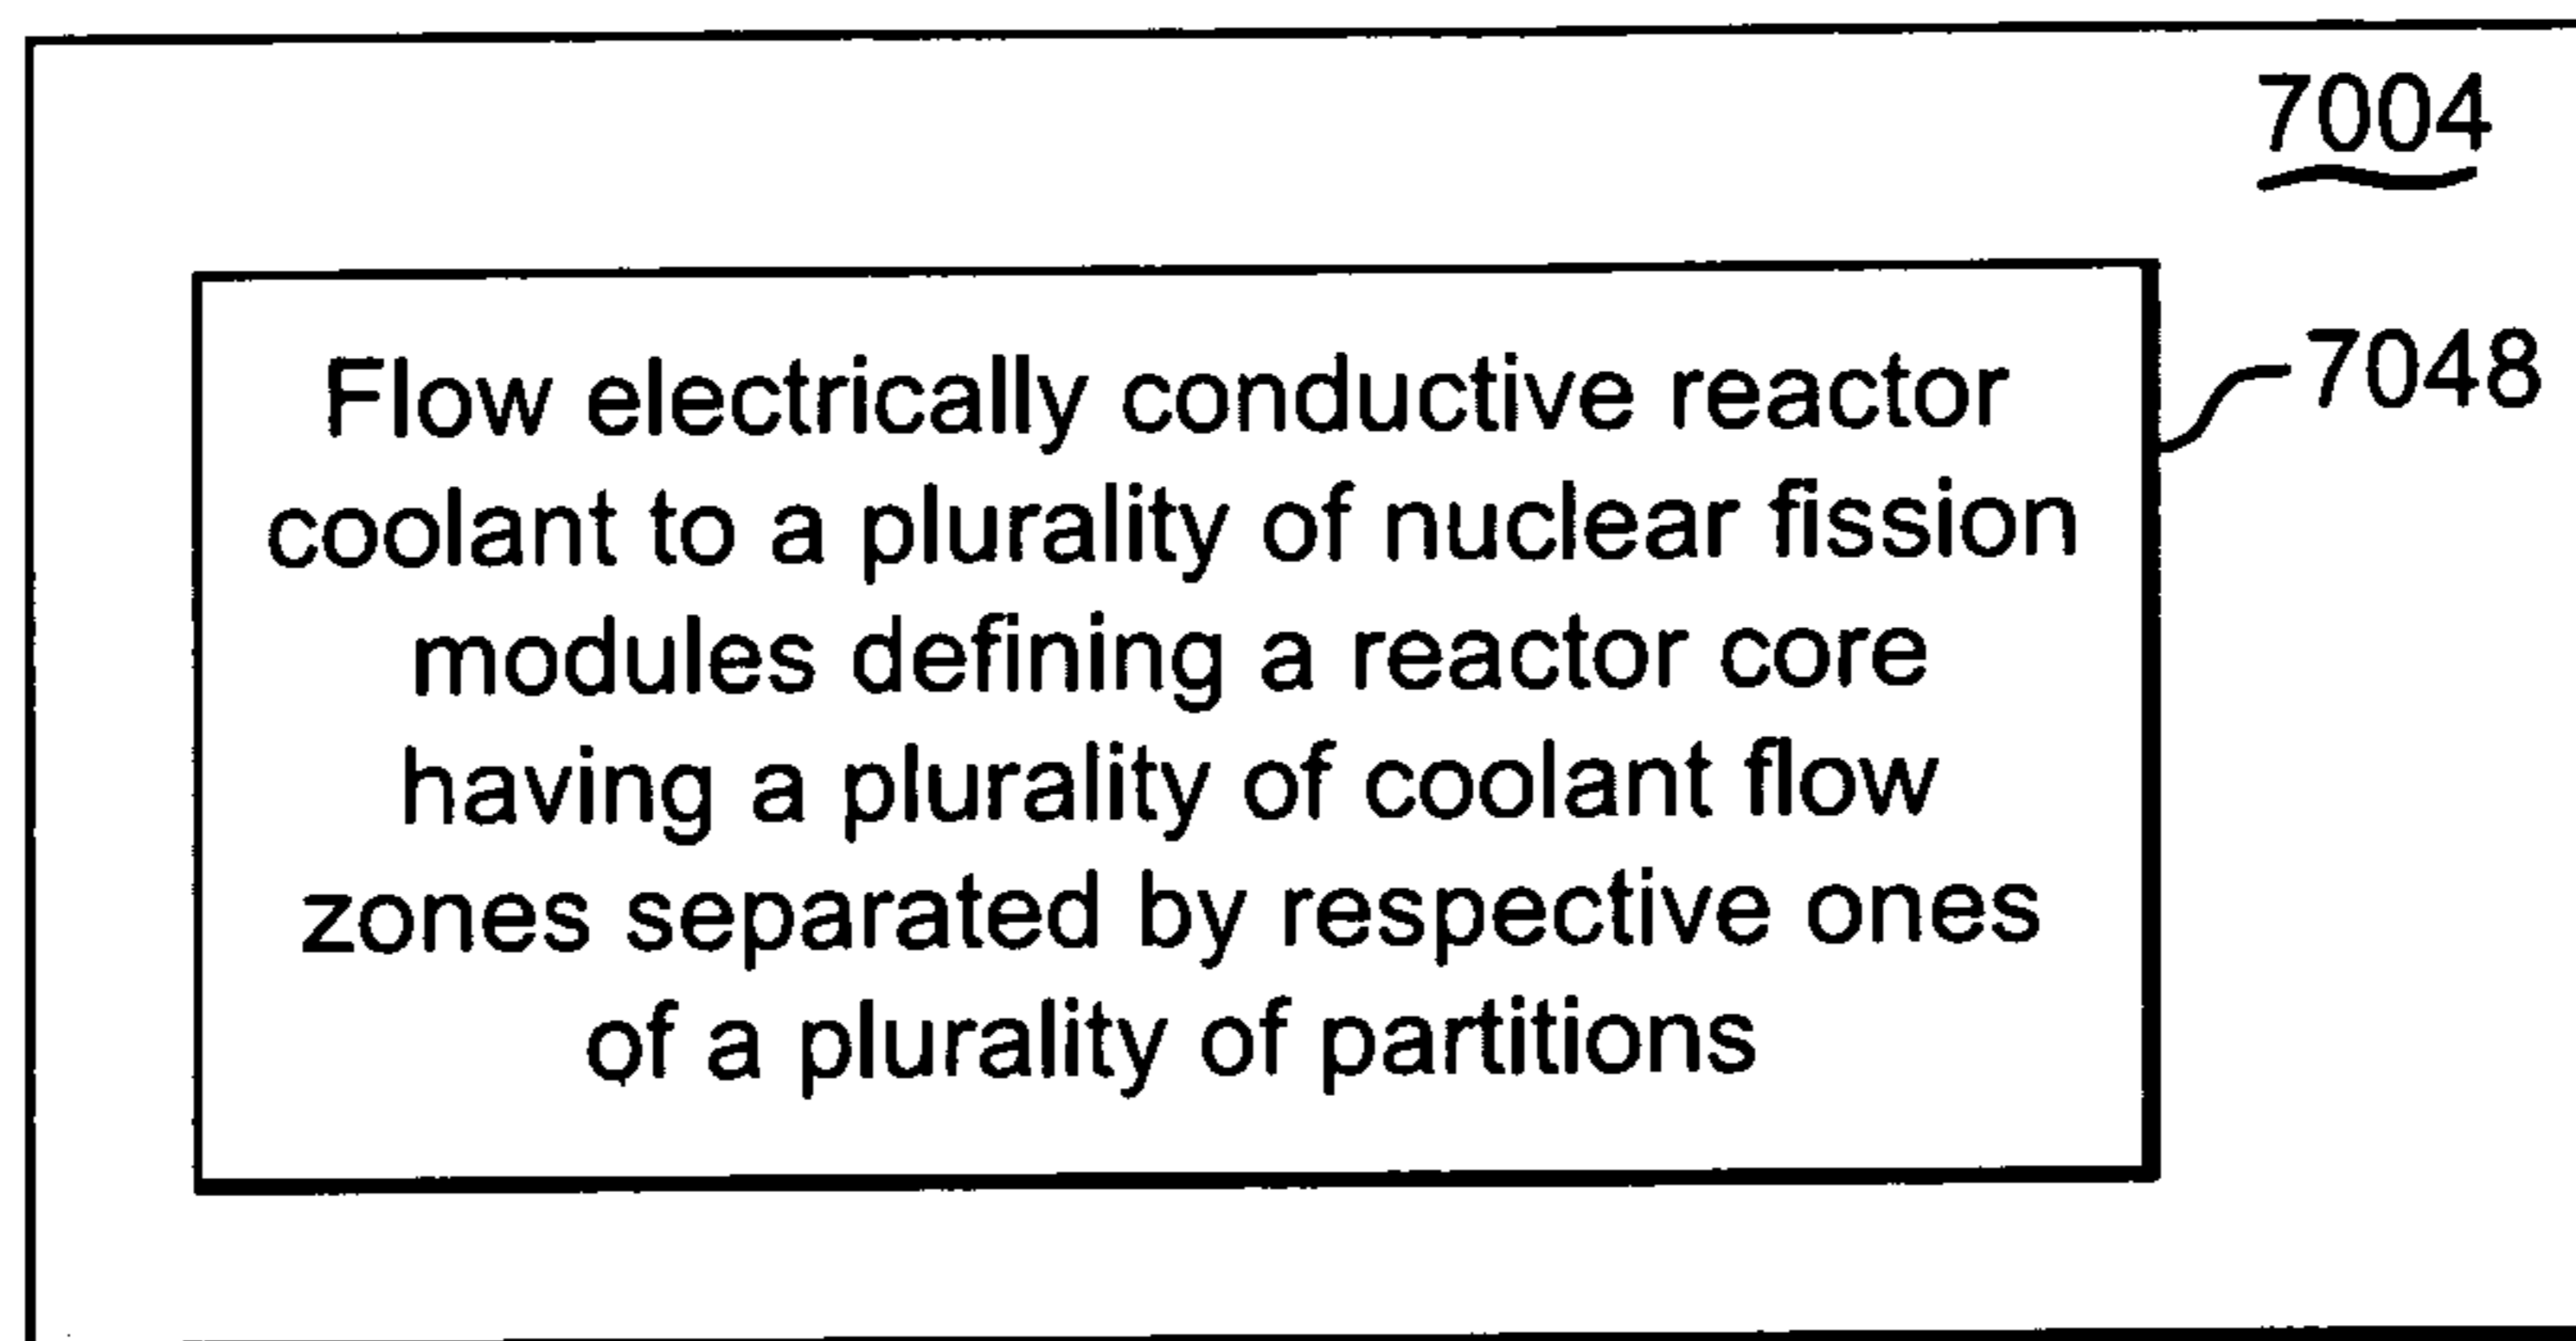 7004
Flow electrically conductive reactor
7048
coolant to a plurality of nuclear fission
modules defining a reactor core
having a plurality of coolant flow
zones separated by respective ones
of a plurality of partitions